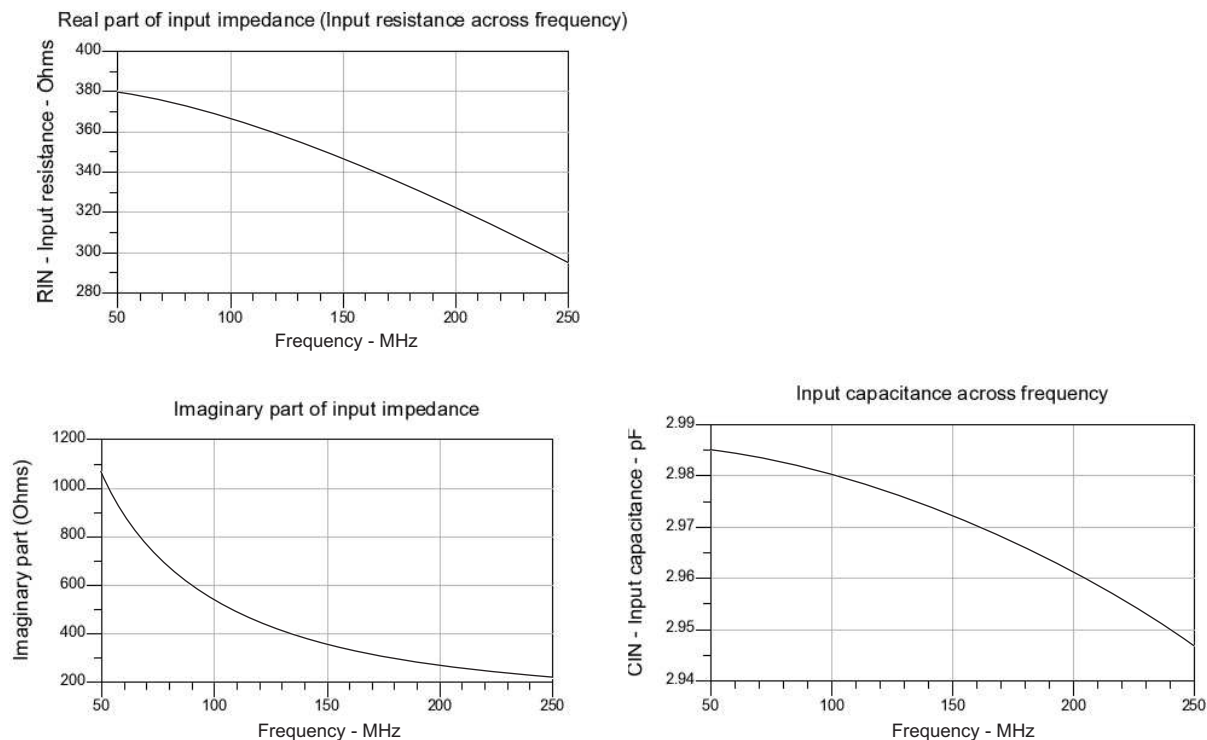 Real part of input impedance (Input resistance across frequency)
RIN - Input resistance - Ohms
400
380
360
340
320
300
280
50 100 150 200 250
Frequency - MHz
Imaginary part of input impedance
Imaginary part (Ohms)
1200
1000
800
600
400
200
50 100 150 200 250
Frequency - MHz
Input capacitance across frequency
CIN - Input capacitance - pF
2.99
2.98
2.97
2.96
2.95
2.94
50 100 150 200 250
Frequency - MHz